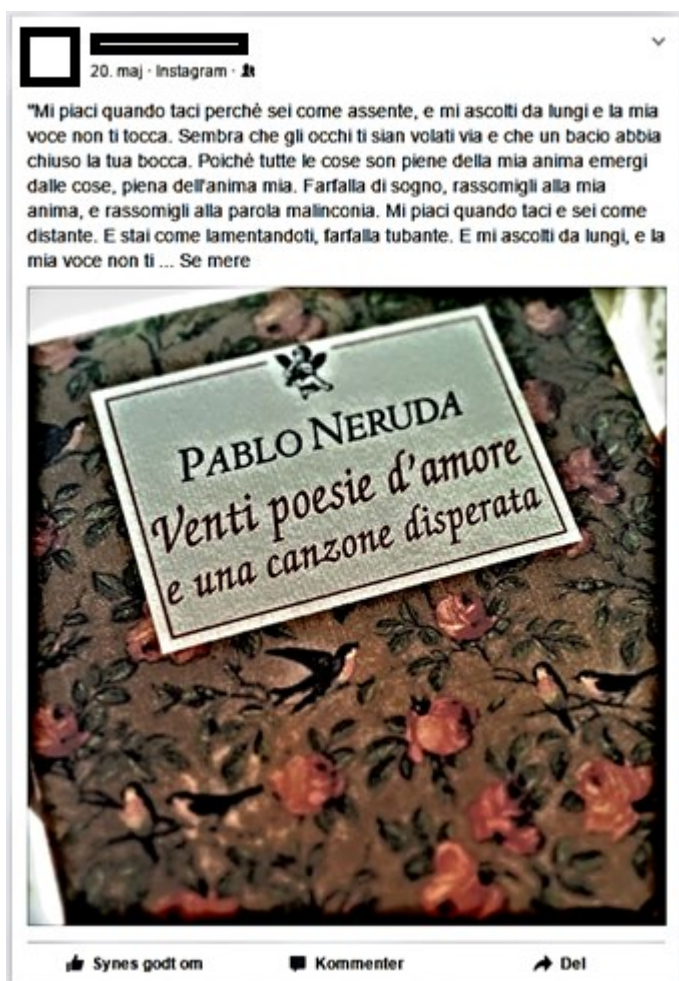 20. maj · Instagram ·
"Mi piaci quando taci perchè sei come assente, e mi ascolti da lungi e la mia
voce non ti tocca. Sembra che gli occhi ti sian volati via e che un bacio abbia
chiuso la tua bocca. Poichè tutte le cose son piene della mia anima emergi
dalle cose, piena dell'anima mia. Farfalla di sogno, rassomigli alla mia
anima, e rassomigli alla parola malinconia. Mi piaci quando taci e sei come
distante. E stai come lamentandoti, farfalla tubante. E mi ascolti da lungi, e la
mia voce non ti ... Se mere
PABLO NERUDA
Venti poesie d'amore
e una canzone disperata
Synes godt om Kommenter Del